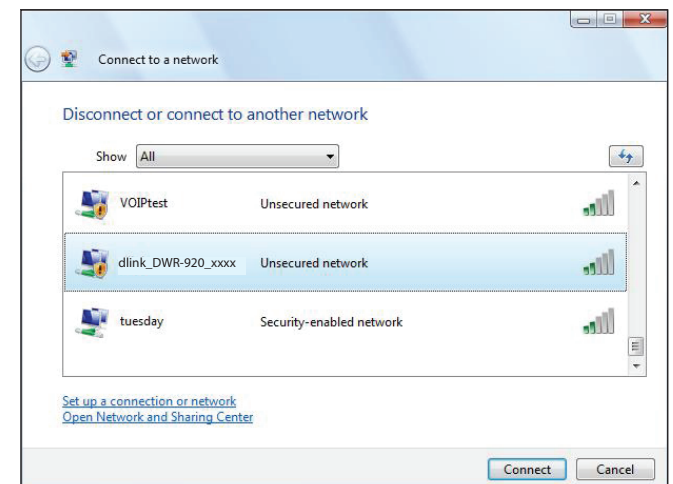 Connect to a network
Disconnect or connect to another network
Show All
VOIPtest Unsecured network
dlink_DWR-920_xxxx Unsecured network
tuesday Security-enabled network
Set up a connection or network
Open Network and Sharing Center
Connect Cancel